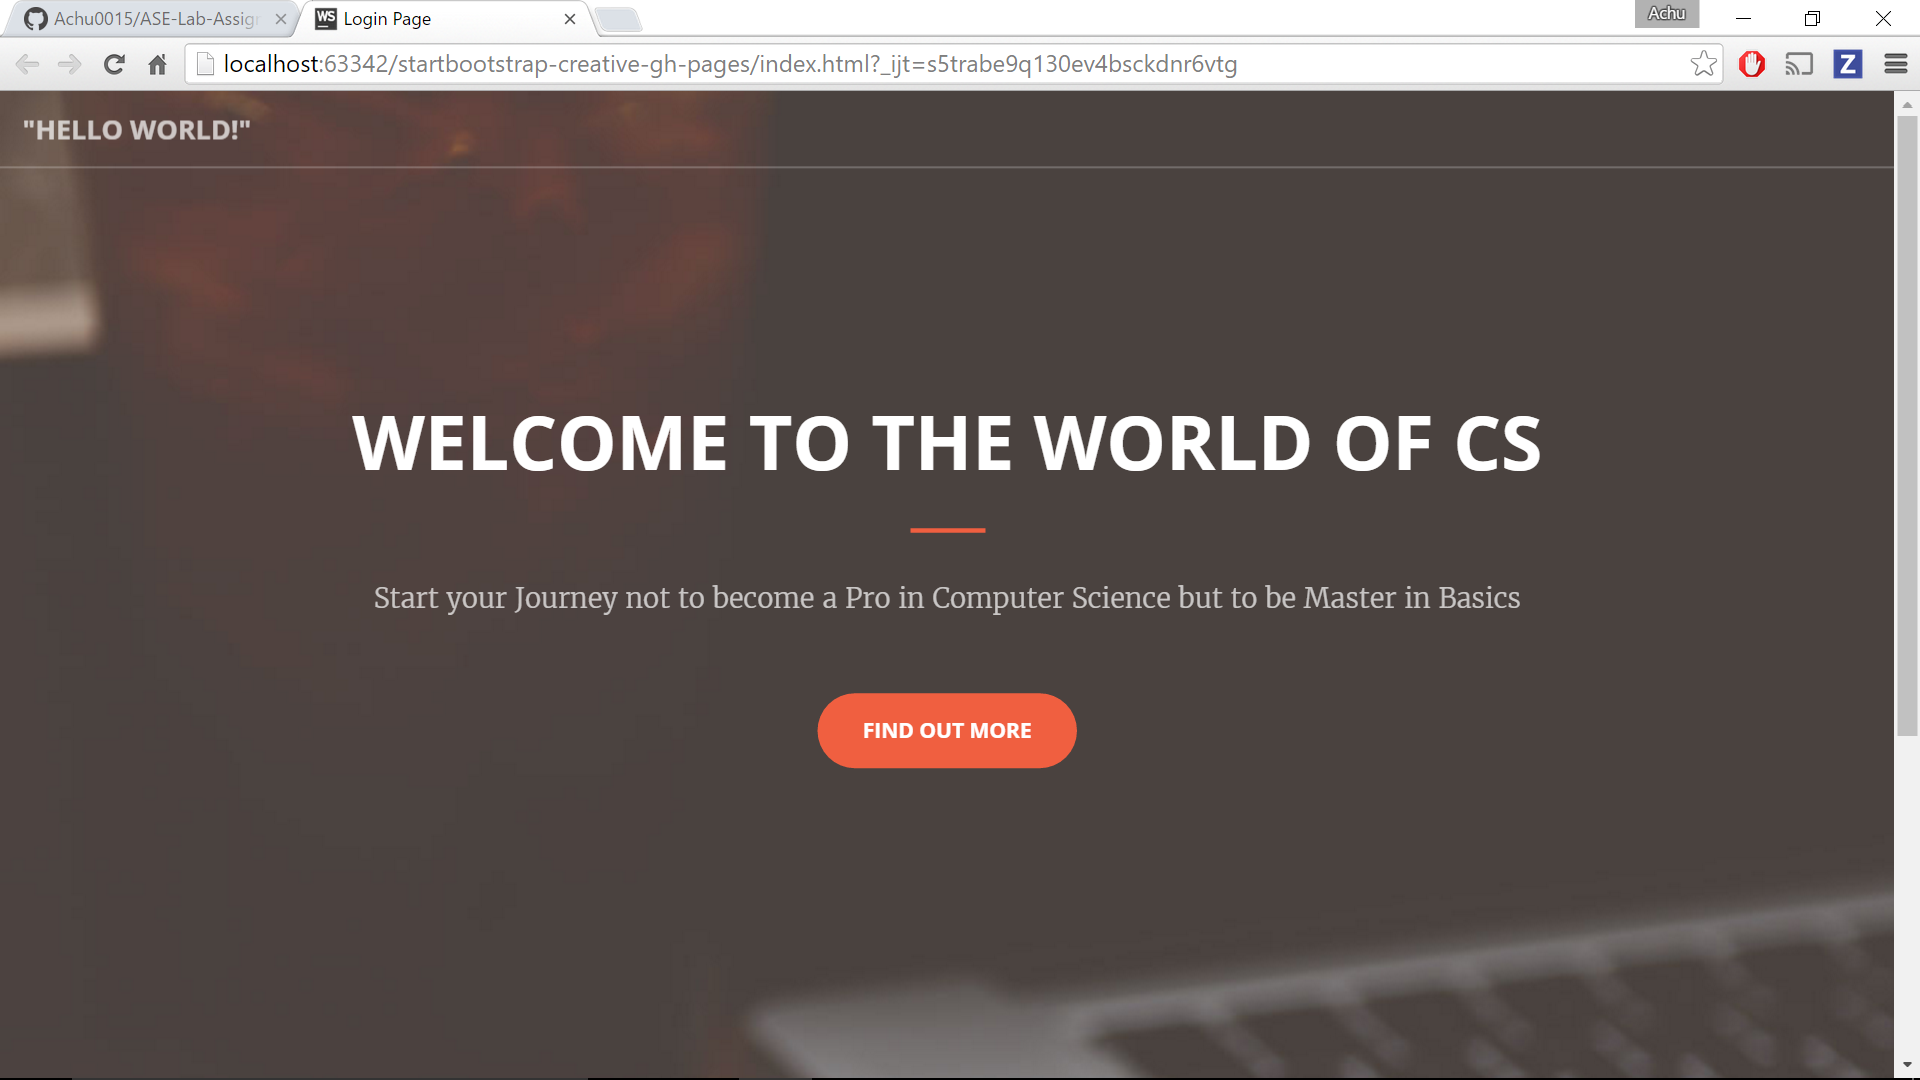 Achu0015/ASE-Lab-Assig
WS Login Page
Achu
localhost:63342/startbootstrap-creative-gh-pages/index.html?_ijt=s5trabe9q130ev4bsckdnr6vtg
Z
"HELLO WORLD!"
WELCOME TO THE WORLD OF CS
Start your Journey not to become a Pro in Computer Science but to be Master in Basics
FIND OUT MORE